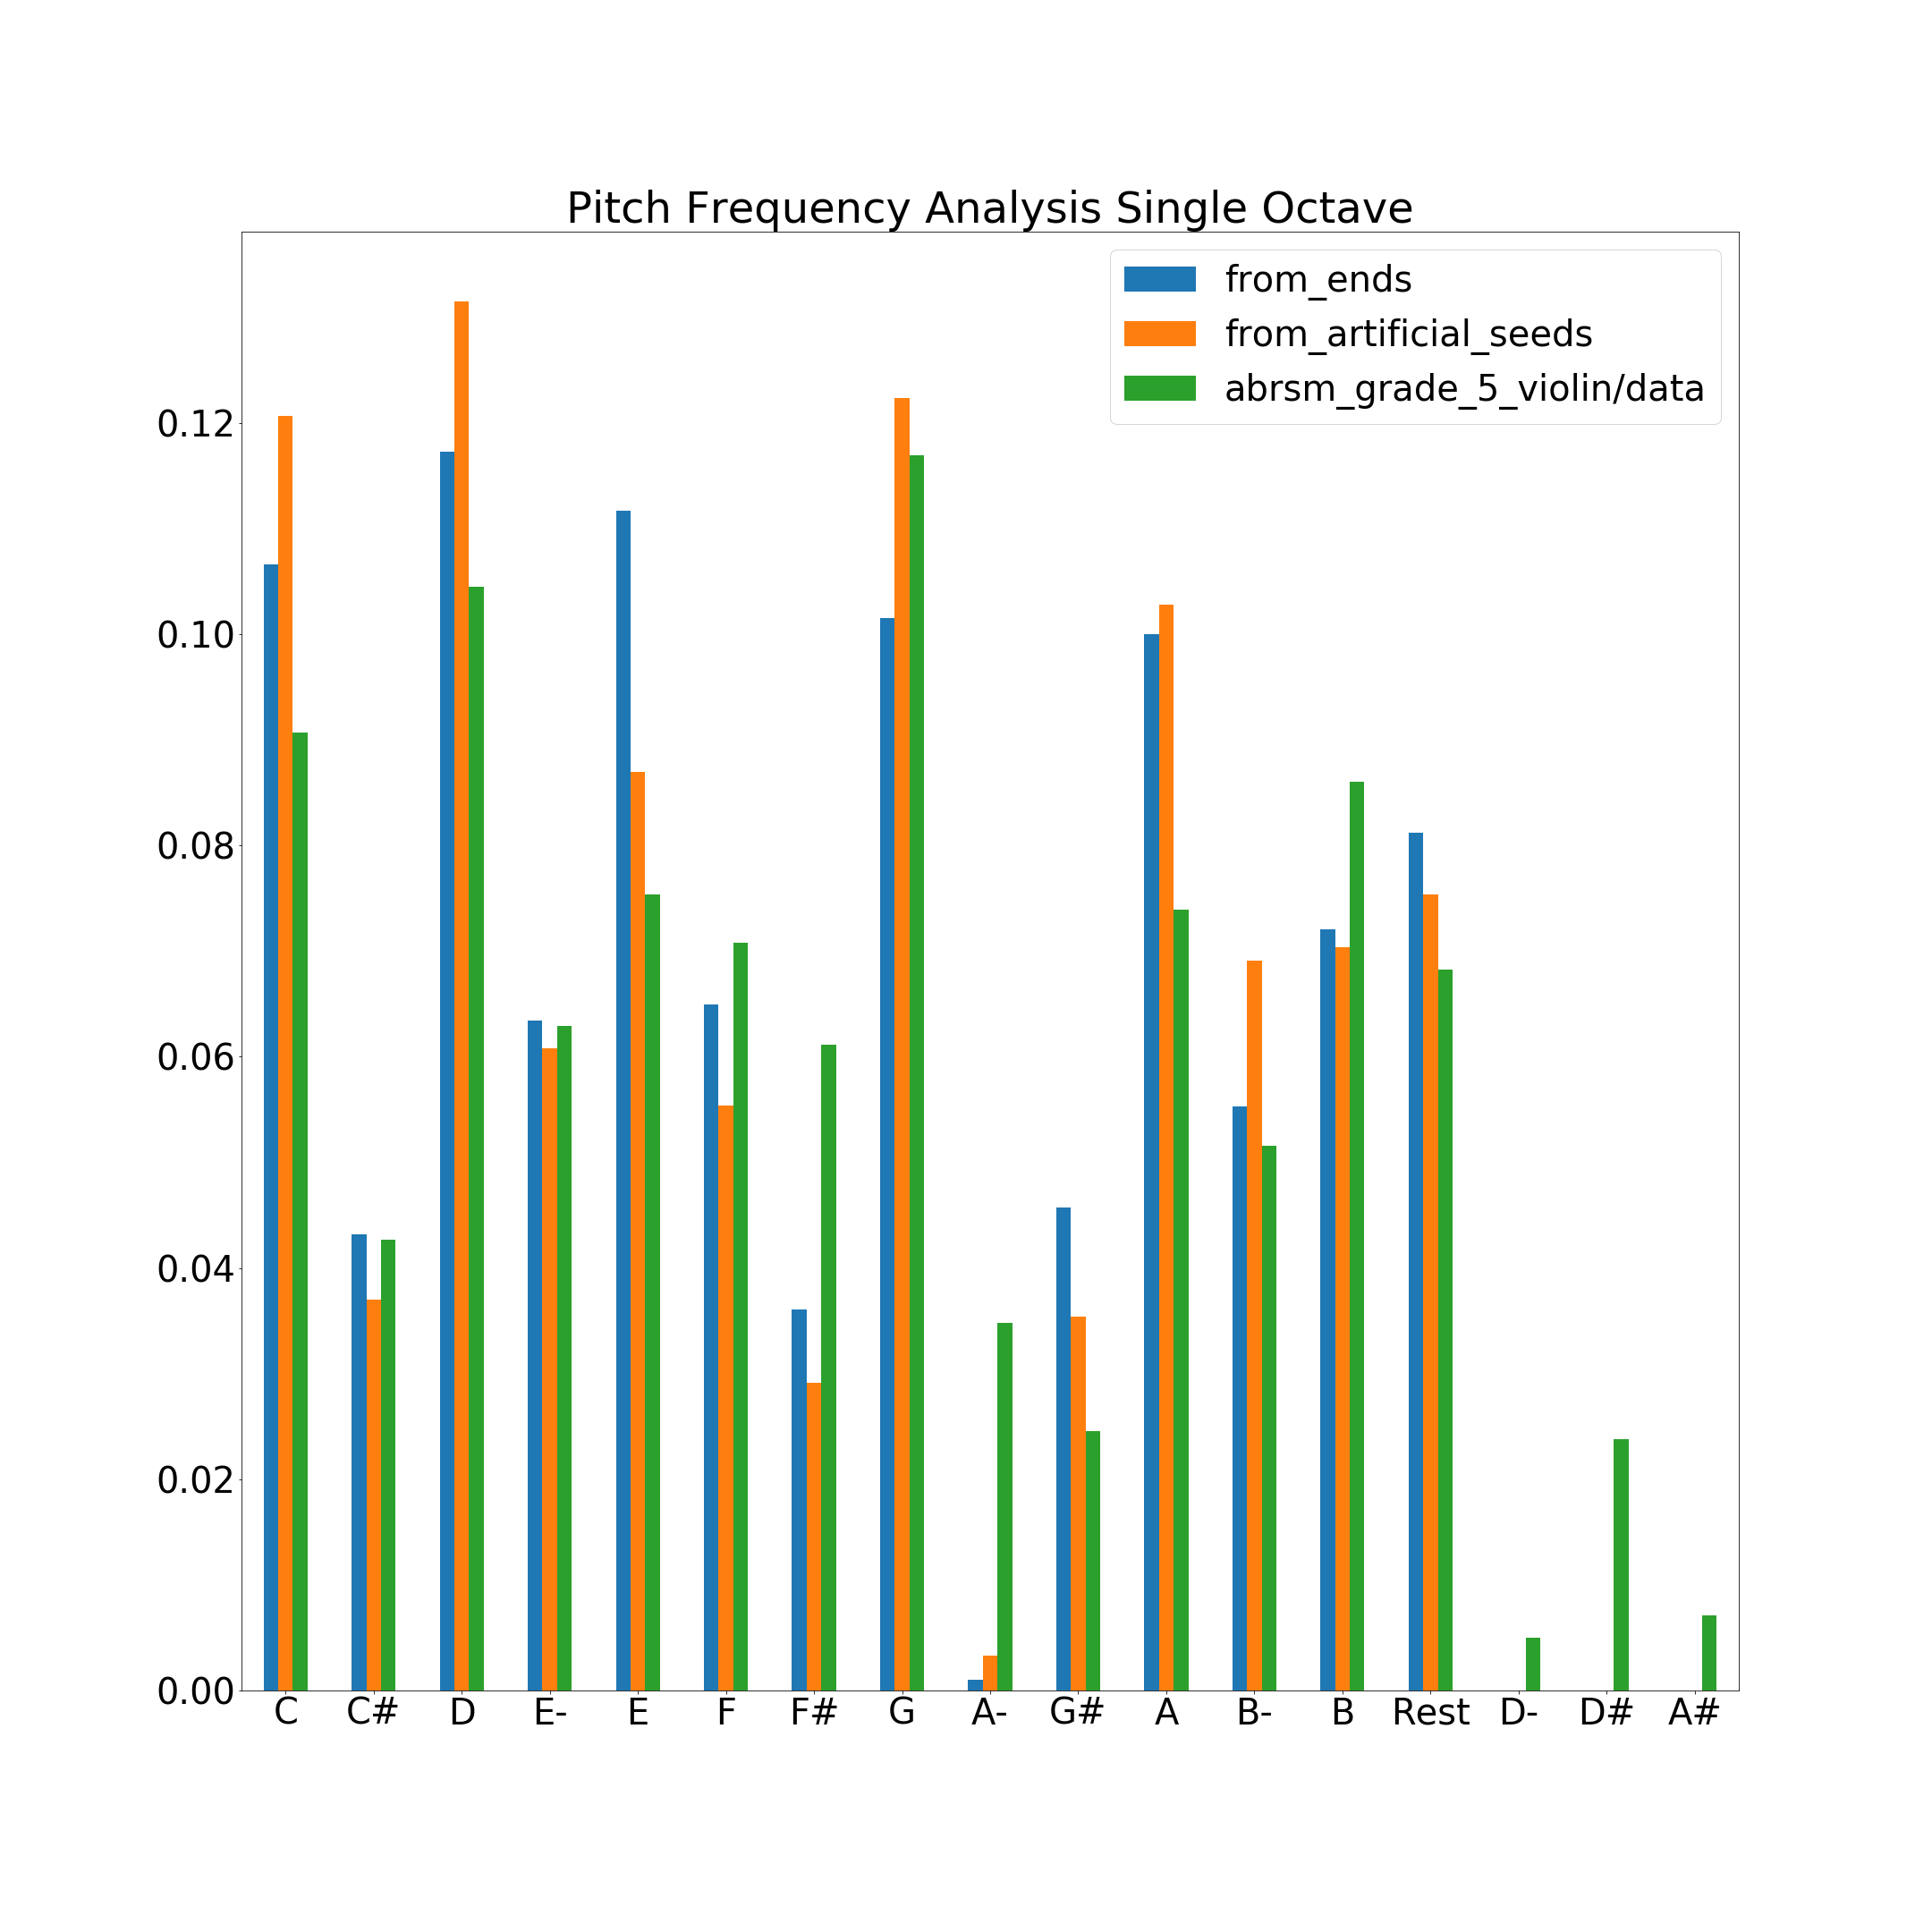 Pitch Frequency Analysis Single Octave
from_ends
from_artificial_seeds
abrsm_grade_5_violin/data
0.12
0.10
0.08
0.06
0.04
0.02
0.00
C C# D E- E F F# G A- G# A B- B Rest D- D# A#